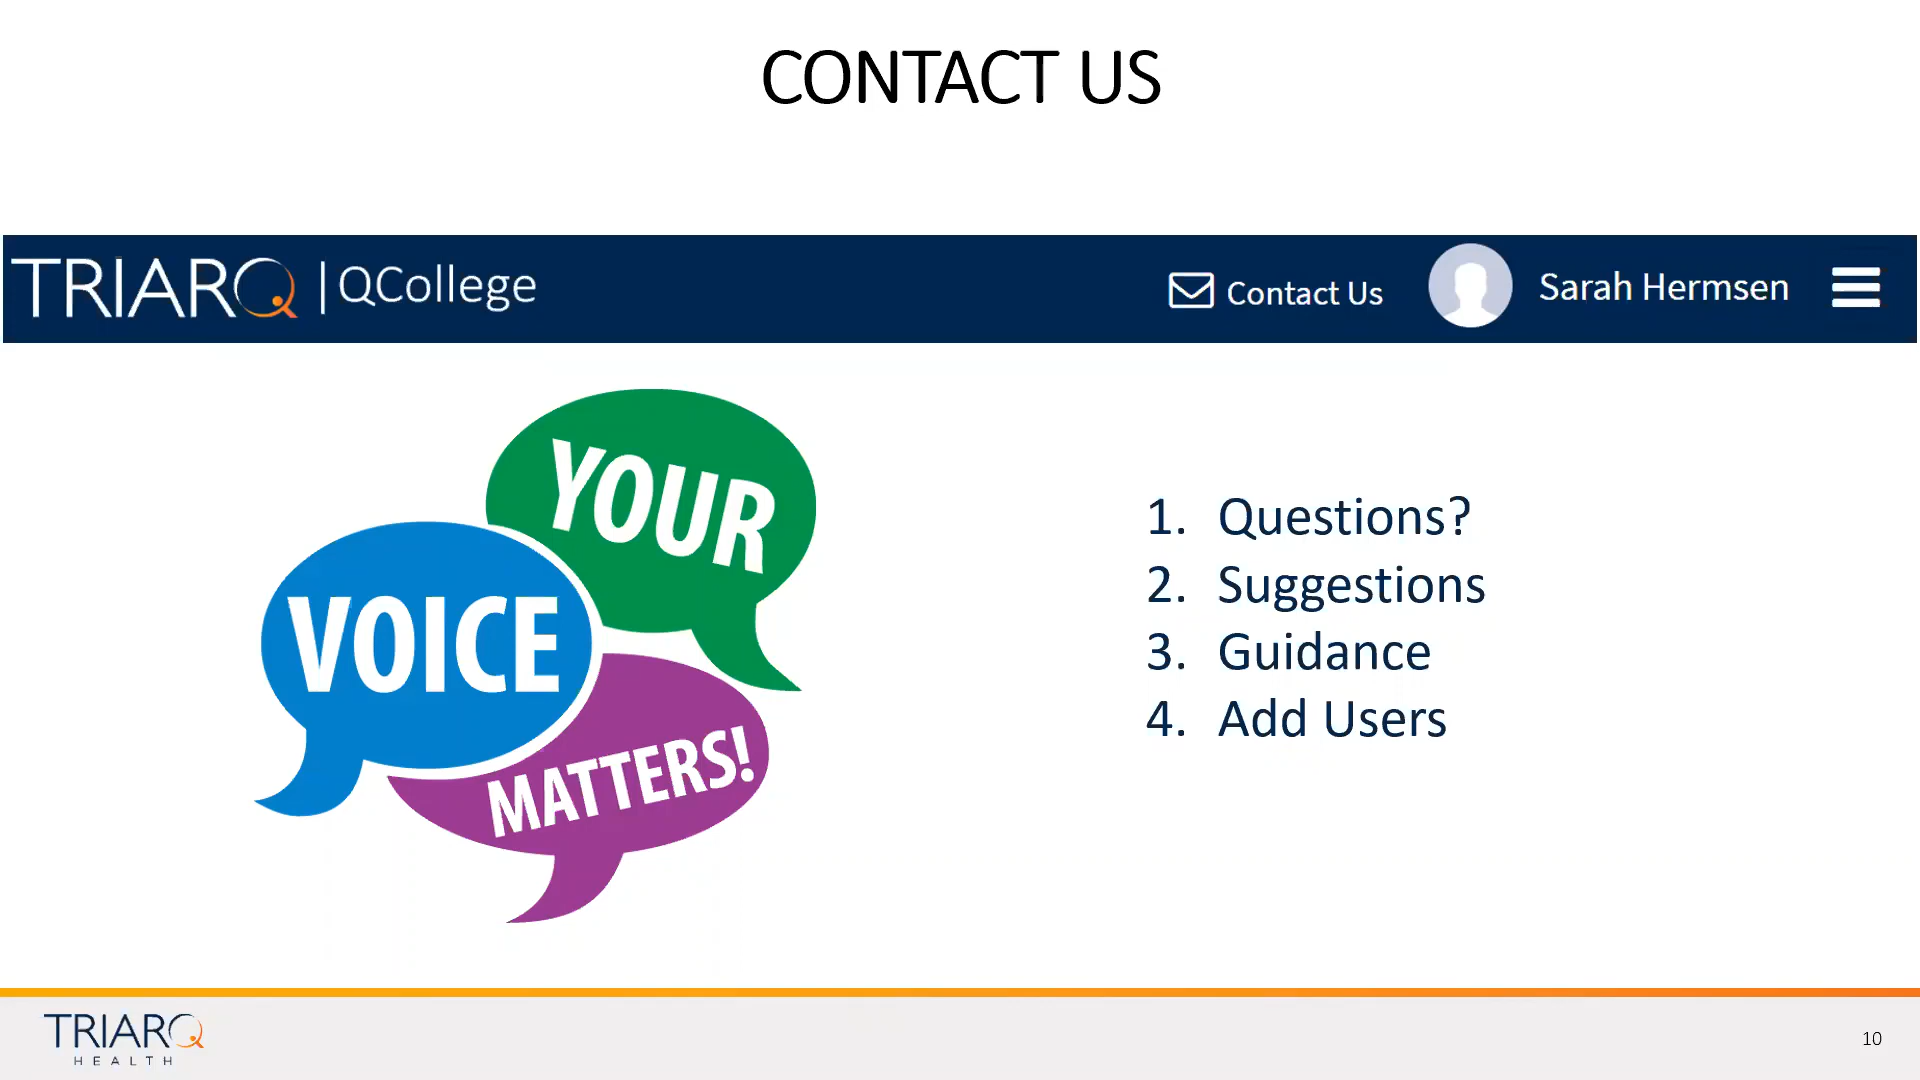 CONTACT US
TRIARQ | QCollege
Contact Us
Sarah Hermsen
YOUR
VOICE
MATTERS!
1. Questions?
2. Suggestions
3. Guidance
4. Add Users
TRIARQ
HEALTH
10